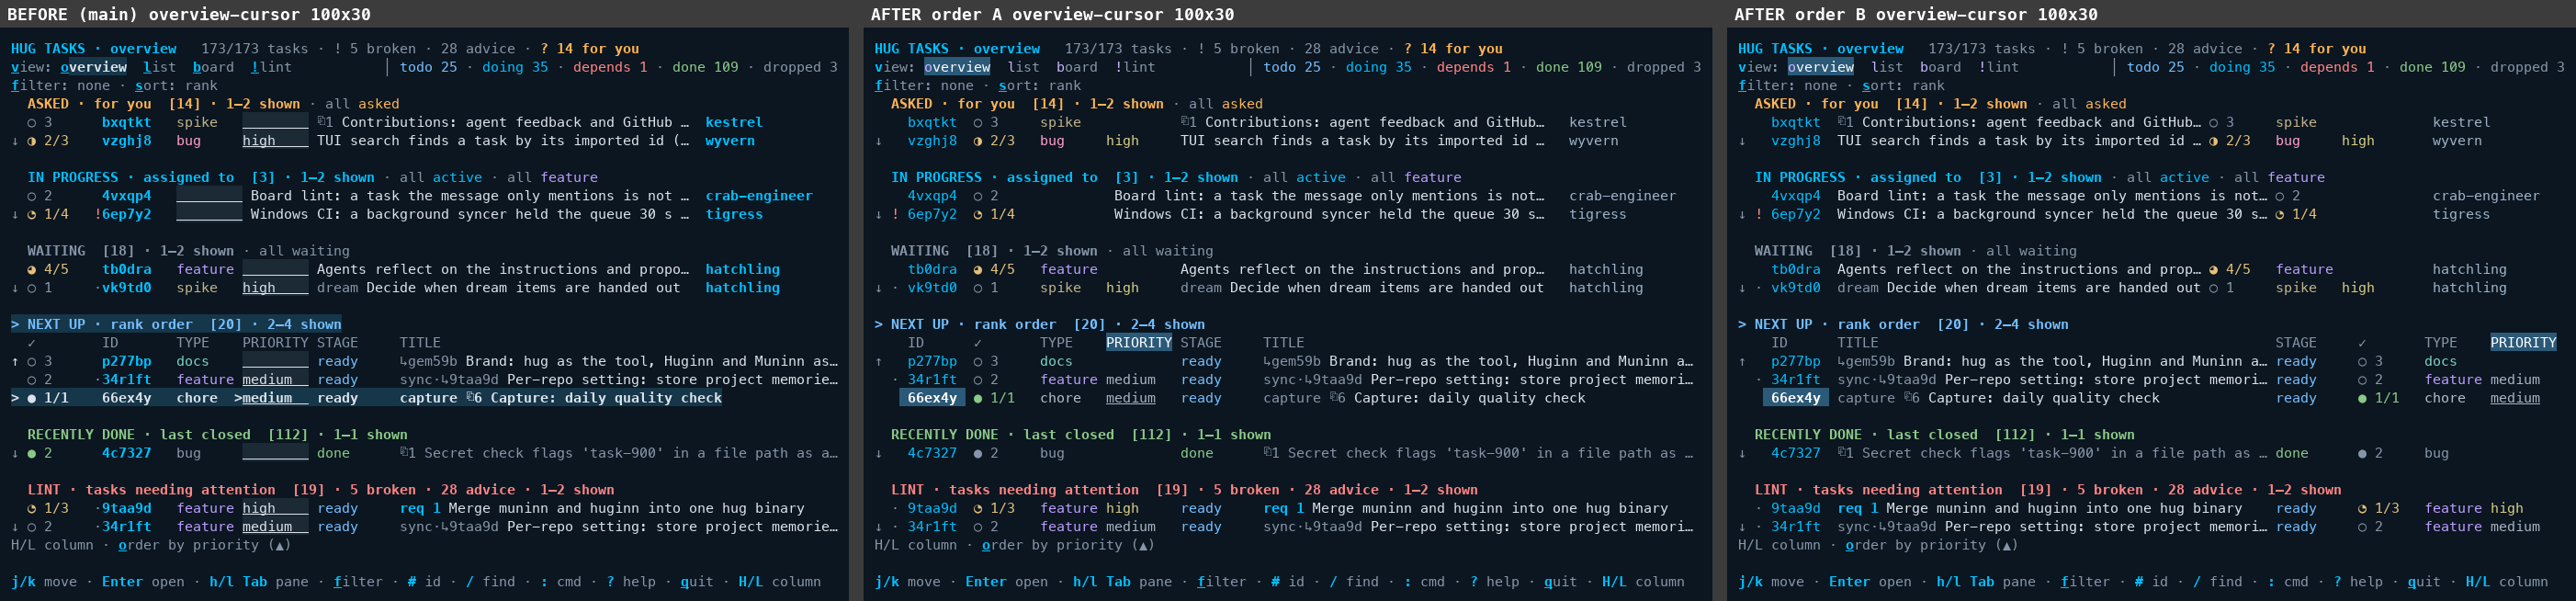 BEFORE (main) overview-cursor 100x30
HUG TASKS · overview   173/173 tasks · ! 5 broken · 28 advice · ? 14 for you
view: overview  list  board  !lint │ todo 25 · doing 35 · depends 1 · done 109 · dropped 3
filter: none · sort: rank
ASKED · for you  [14] · 1–2 shown · all asked
○ 3 bxqtkt spike 1 Contributions: agent feedback and GitHub … kestrel
↓ ◑ 2/3 vzghj8 bug high TUI search finds a task by its imported id (… wyvern
IN PROGRESS · assigned to  [3] · 1–2 shown · all active · all feature
○ 2 4vxqp4 Board lint: a task the message only mentions is not … crab-engineer
↓ ◔ 1/4 !6ep7y2 Windows CI: a background syncer held the queue 30 s … tigress
WAITING  [18] · 1–2 shown · all waiting
◕ 4/5 tb0dra feature Agents reflect on the instructions and propo… hatchling
↓ ○ 1 ·vk9td0 spike high dream Decide when dream items are handed out hatchling
> NEXT UP · rank order  [20] · 2–4 shown
✓ ID TYPE PRIORITY STAGE TITLE
↑ ○ 3 p277bp docs ready ↳gem59b Brand: hug as the tool, Huginn and Muninn as…
○ 2 ·34r1ft feature medium ready sync·↳9taa9d Per-repo setting: store project memorie…
> ● 1/1 66ex4y chore >medium ready capture 6 Capture: daily quality check
RECENTLY DONE · last closed  [112] · 1–1 shown
↓ ● 2 4c7327 bug done 1 Secret check flags 'task-900' in a file path as a…
LINT · tasks needing attention  [19] · 5 broken · 28 advice · 1–2 shown
◔ 1/3 ·9taa9d feature high ready req 1 Merge muninn and huginn into one hug binary
↓ ○ 2 ·34r1ft feature medium ready sync·↳9taa9d Per-repo setting: store project memorie…
H/L column · order by priority (▲)
j/k move · Enter open · h/l Tab pane · filter · # id · / find · : cmd · ? help · quit · H/L column
AFTER order A overview-cursor 100x30
HUG TASKS · overview   173/173 tasks · ! 5 broken · 28 advice · ? 14 for you
view: overview  list  board  !lint │ todo 25 · doing 35 · depends 1 · done 109 · dropped 3
filter: none · sort: rank
ASKED · for you  [14] · 1–2 shown · all asked
bxqtkt ○ 3 spike 1 Contributions: agent feedback and GitHub… kestrel
↓ vzghj8 ◑ 2/3 bug high TUI search finds a task by its imported id … wyvern
IN PROGRESS · assigned to  [3] · 1–2 shown · all active · all feature
4vxqp4 ○ 2 Board lint: a task the message only mentions is not… crab-engineer
↓ ! 6ep7y2 ◔ 1/4 Windows CI: a background syncer held the queue 30 s… tigress
WAITING  [18] · 1–2 shown · all waiting
tb0dra ◕ 4/5 feature Agents reflect on the instructions and prop… hatchling
↓ · vk9td0 ○ 1 spike high dream Decide when dream items are handed out hatchling
> NEXT UP · rank order  [20] · 2–4 shown
ID ✓ TYPE PRIORITY STAGE TITLE
↑ p277bp ○ 3 docs ready ↳gem59b Brand: hug as the tool, Huginn and Muninn a…
· 34r1ft ○ 2 feature medium ready sync·↳9taa9d Per-repo setting: store project memori…
66ex4y ● 1/1 chore medium ready capture 6 Capture: daily quality check
RECENTLY DONE · last closed  [112] · 1–1 shown
↓ 4c7327 ● 2 bug done 1 Secret check flags 'task-900' in a file path as …
LINT · tasks needing attention  [19] · 5 broken · 28 advice · 1–2 shown
· 9taa9d ◔ 1/3 feature high ready req 1 Merge muninn and huginn into one hug binary
↓ · 34r1ft ○ 2 feature medium ready sync·↳9taa9d Per-repo setting: store project memori…
H/L column · order by priority (▲)
j/k move · Enter open · h/l Tab pane · filter · # id · / find · : cmd · ? help · quit · H/L column
AFTER order B overview-cursor 100x30
HUG TASKS · overview   173/173 tasks · ! 5 broken · 28 advice · ? 14 for you
view: overview  list  board  !lint │ todo 25 · doing 35 · depends 1 · done 109 · dropped 3
filter: none · sort: rank
ASKED · for you  [14] · 1–2 shown · all asked
bxqtkt 1 Contributions: agent feedback and GitHub… ○ 3 spike kestrel
↓ vzghj8 TUI search finds a task by its imported id … ◑ 2/3 bug high wyvern
IN PROGRESS · assigned to  [3] · 1–2 shown · all active · all feature
4vxqp4 Board lint: a task the message only mentions is not… ○ 2 crab-engineer
↓ ! 6ep7y2 Windows CI: a background syncer held the queue 30 s… ◔ 1/4 tigress
WAITING  [18] · 1–2 shown · all waiting
tb0dra Agents reflect on the instructions and prop… ◕ 4/5 feature hatchling
↓ · vk9td0 dream Decide when dream items are handed out ○ 1 spike high hatchling
> NEXT UP · rank order  [20] · 2–4 shown
ID TITLE STAGE ✓ TYPE PRIORITY
↑ p277bp ↳gem59b Brand: hug as the tool, Huginn and Muninn a… ready ○ 3 docs
· 34r1ft sync·↳9taa9d Per-repo setting: store project memori… ready ○ 2 feature medium
66ex4y capture 6 Capture: daily quality check ready ● 1/1 chore medium
RECENTLY DONE · last closed  [112] · 1–1 shown
↓ 4c7327 1 Secret check flags 'task-900' in a file path as … done ● 2 bug
LINT · tasks needing attention  [19] · 5 broken · 28 advice · 1–2 shown
· 9taa9d req 1 Merge muninn and huginn into one hug binary ready ◔ 1/3 feature high
↓ · 34r1ft sync·↳9taa9d Per-repo setting: store project memori… ready ○ 2 feature medium
H/L column · order by priority (▲)
j/k move · Enter open · h/l Tab pane · filter · # id · / find · : cmd · ? help · quit · H/L column